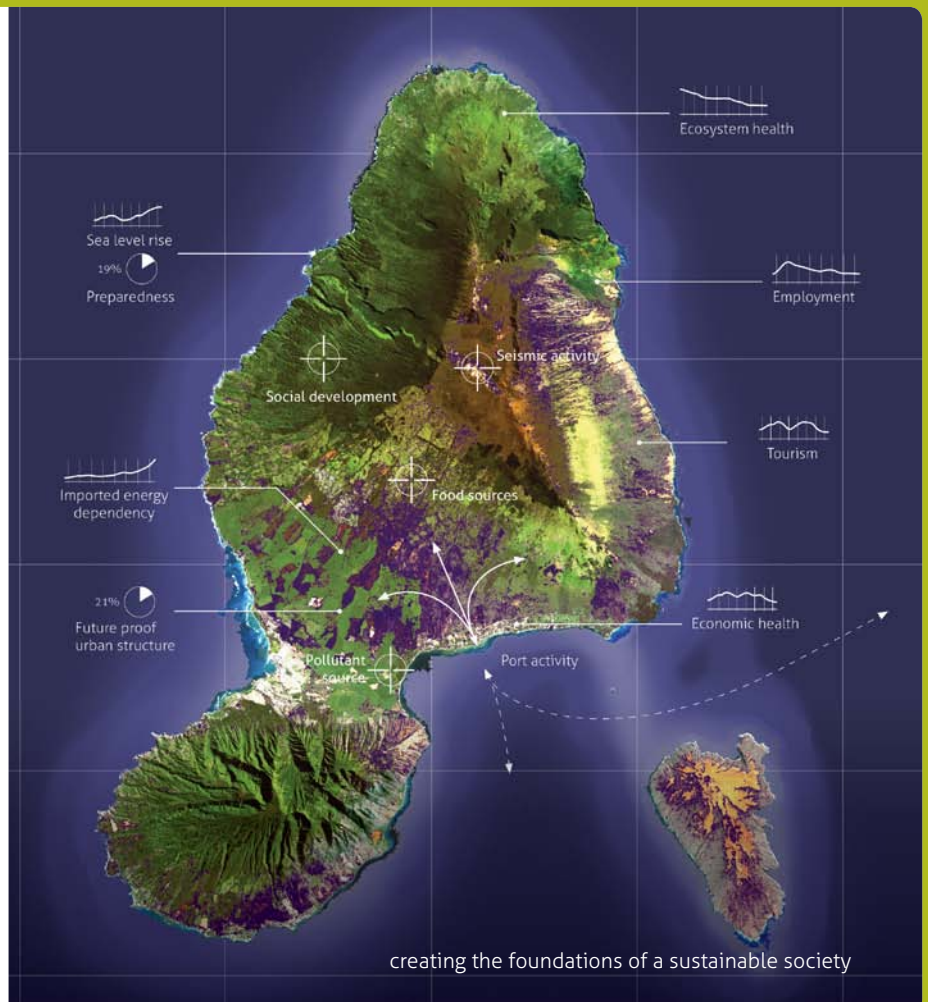 Ecosystem health
Sea level rise
19%
Preparedness
Employment
Seismic activity
Social development
Tourism
Imported energy
dependency
Food sources
21%
Future proof
urban structure
Economic health
Pollutant
source
Port activity
creating the foundations of a sustainable society